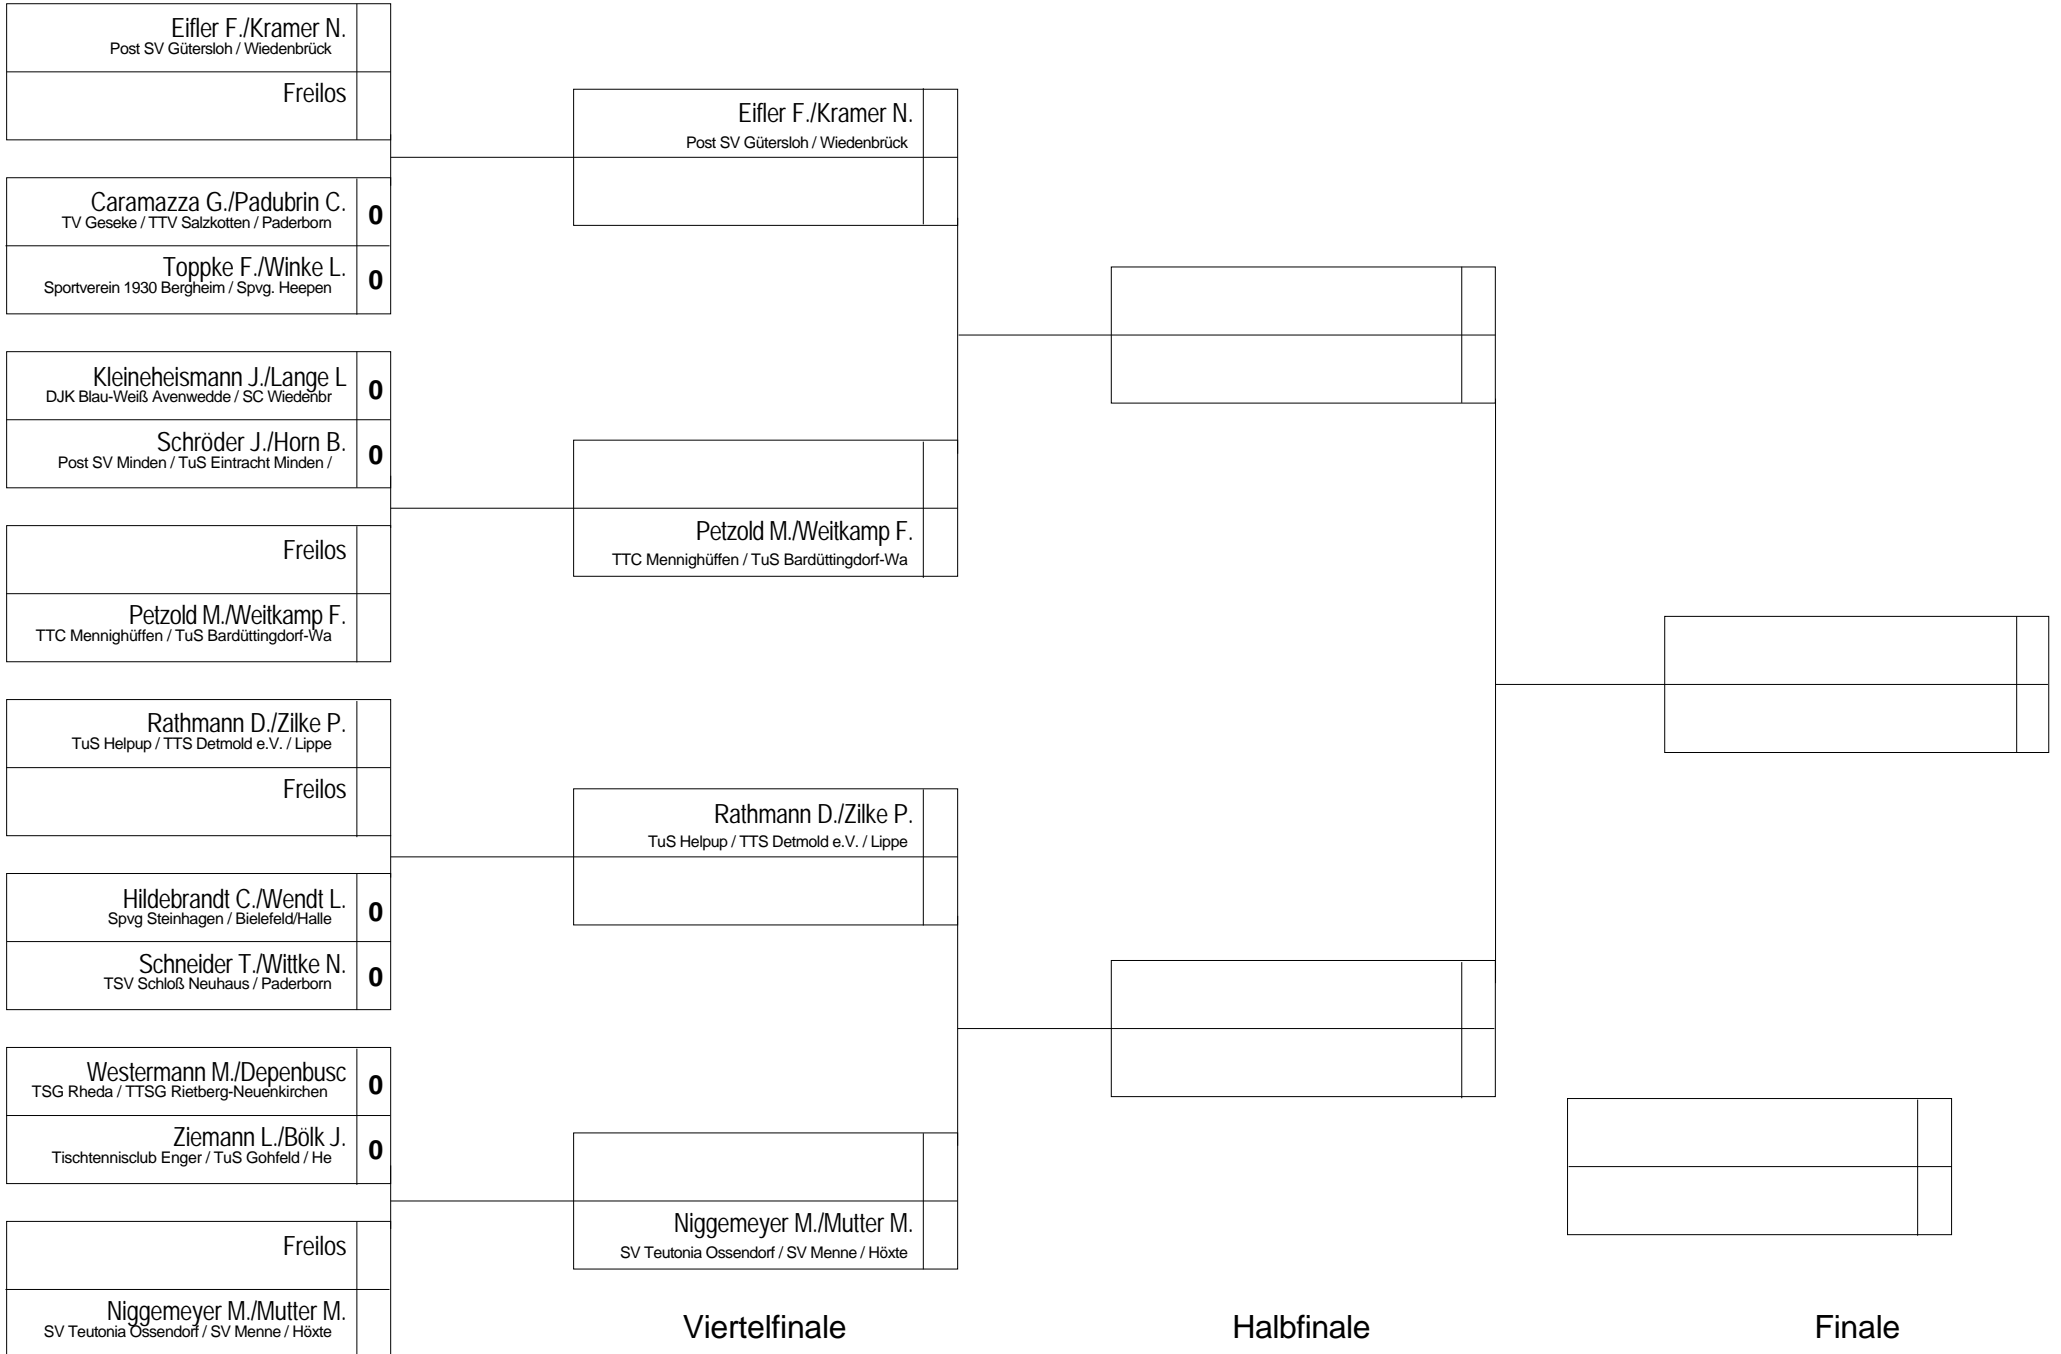 Eifler F./Kramer N.
Post SV Gütersloh / Wiedenbrück
Freilos
Caramazza G./Padubrin C.
TV Geseke / TTV Salzkotten / Paderborn
0
Toppke F./Winke L.
Sportverein 1930 Bergheim / Spvg. Heepen
0
Kleineheismann J./Lange L
DJK Blau-Weiß Avenwedde / SC Wiedenbr
0
Schröder J./Horn B.
Post SV Minden / TuS Eintracht Minden /
0
Freilos
Petzold M./Weitkamp F.
TTC Mennighüffen / TuS Bardüttingdorf-Wa
Rathmann D./Zilke P.
TuS Helpup / TTS Detmold e.V. / Lippe
Freilos
Hildebrandt C./Wendt L.
Spvg Steinhagen / Bielefeld/Halle
0
Schneider T./Wittke N.
TSV Schloß Neuhaus / Paderborn
0
Westermann M./Depenbusc
TSG Rheda / TTSG Rietberg-Neuenkirchen
0
Ziemann L./Bölk J.
Tischtennisclub Enger / TuS Gohfeld / He
0
Freilos
Niggemeyer M./Mutter M.
SV Teutonia Ossendorf / SV Menne / Höxte
Eifler F./Kramer N.
Post SV Gütersloh / Wiedenbrück
Petzold M./Weitkamp F.
TTC Mennighüffen / TuS Bardüttingdorf-Wa
Rathmann D./Zilke P.
TuS Helpup / TTS Detmold e.V. / Lippe
Niggemeyer M./Mutter M.
SV Teutonia Ossendorf / SV Menne / Höxte
Viertelfinale
Halbfinale
Finale